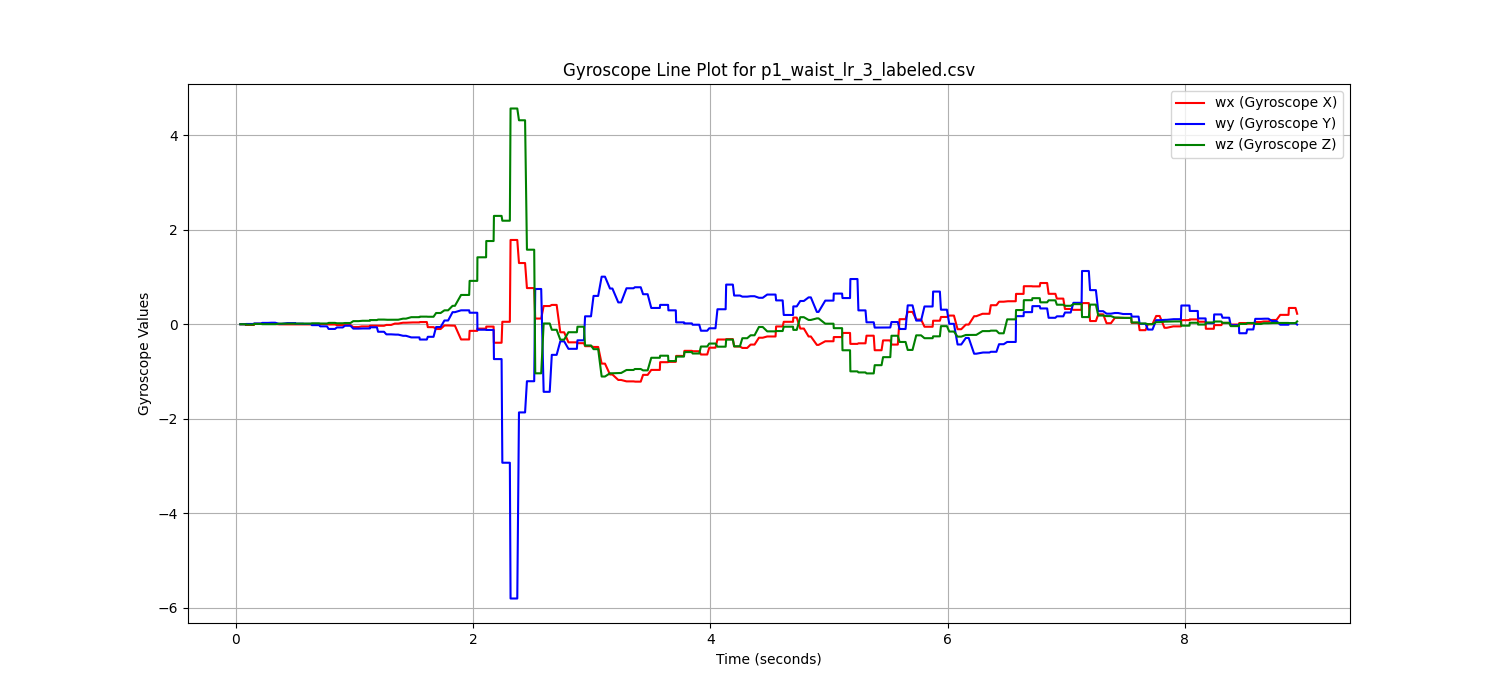 Gyroscope Line Plot for p1_waist_lr_3_labeled.csv
wx (Gyroscope X)
wy (Gyroscope Y)
wz (Gyroscope Z)
Gyroscope Values
4
2
0
−2
−4
−6
0 2 4 6 8
Time (seconds)